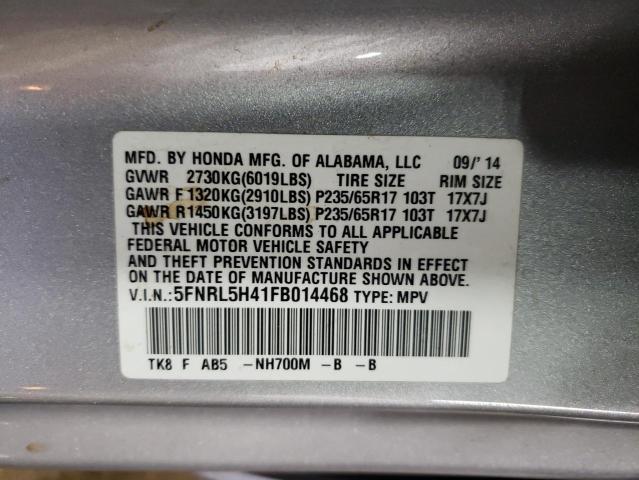 MFD. BY HONDA MFG. OF ALABAMA, LLC 09/' 14
GVWR 2730KG(6019LBS) TIRE SIZE RIM SIZE
GAWR F 1320KG(2910LBS) P235/65R17 103T 17X7J
GAWR R1450KG(3197LBS) P235/65R17 103T 17X7J
THIS VEHICLE CONFORMS TO ALL APPLICABLE
FEDERAL MOTOR VEHICLE SAFETY
AND THEFT PREVENTION STANDARDS IN EFFECT
ON THE DATE OF MANUFACTURE SHOWN ABOVE.
V.I.N.: 5FNRL5H41FB014468 TYPE: MPV
TK8 F AB5 -NH700M -B -B